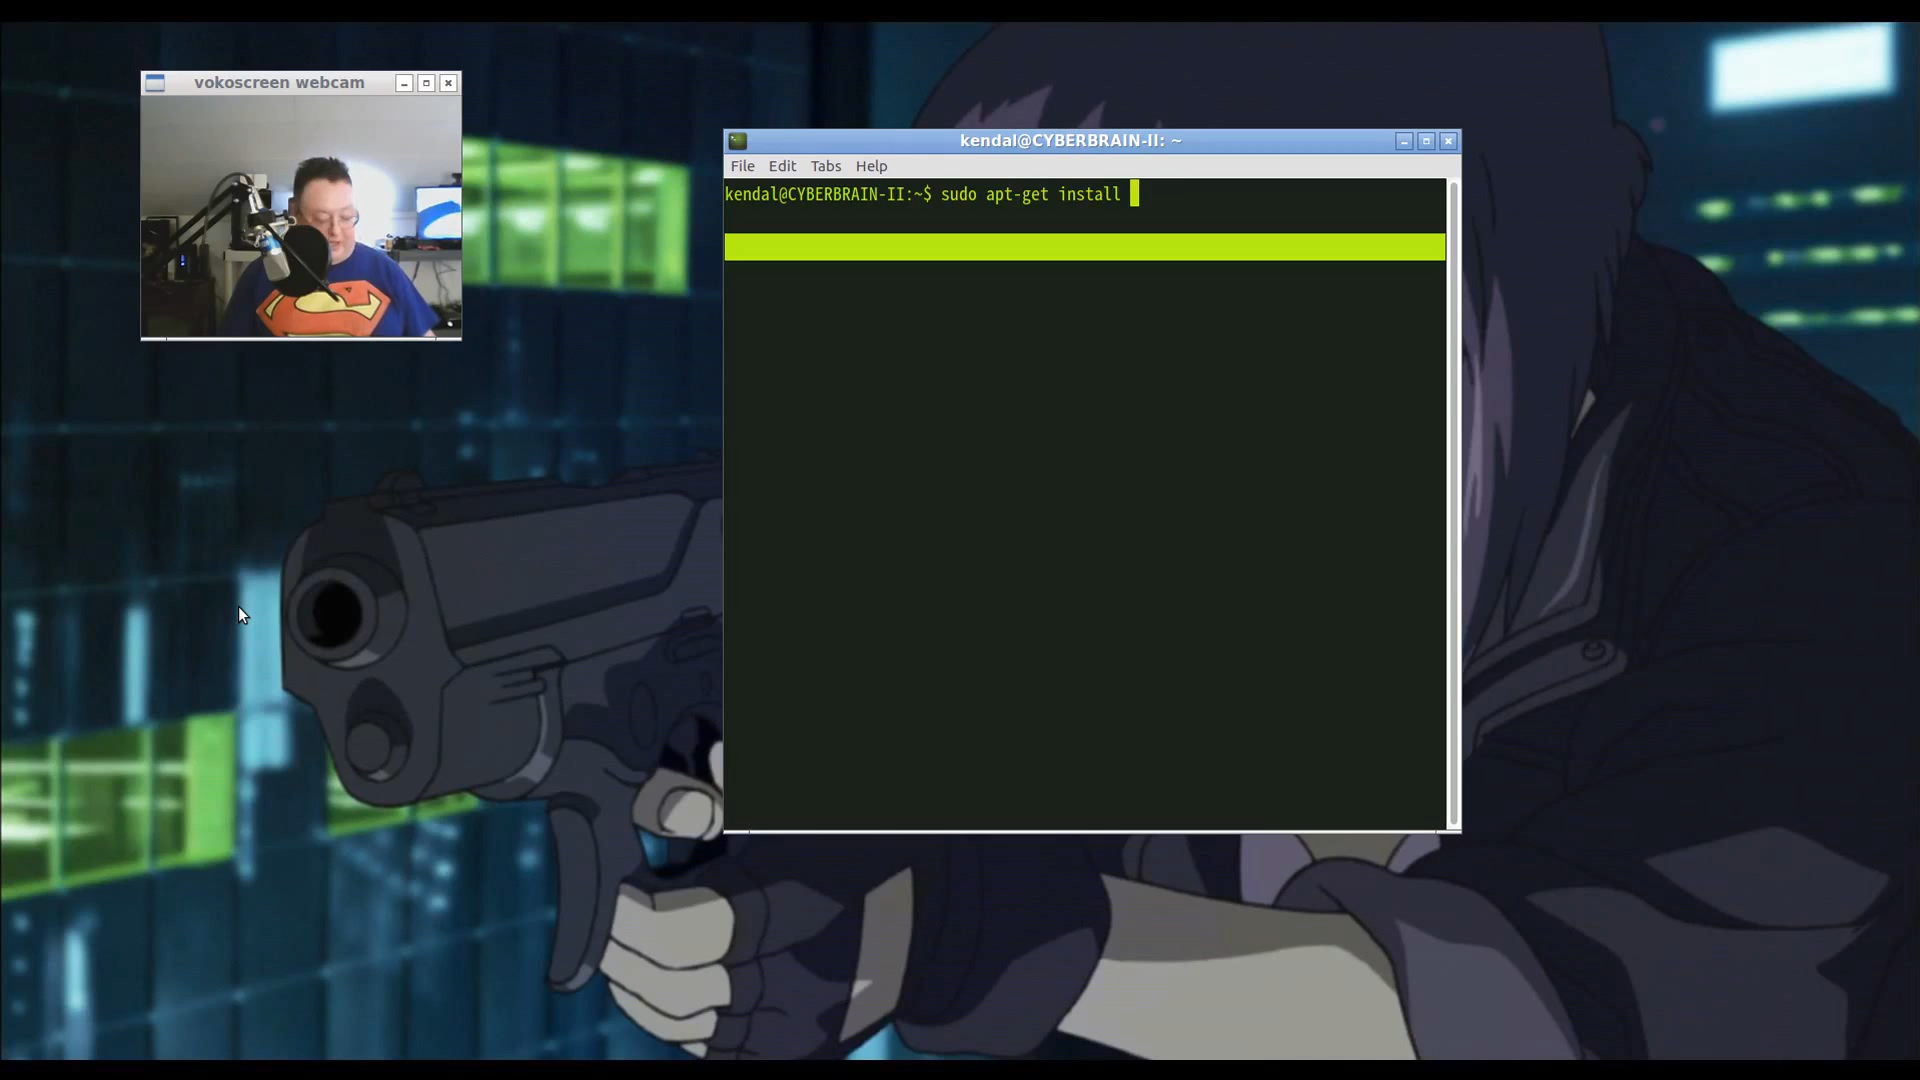 vokoscreen webcam
kendal@CYBERBRAIN-II: ~
File Edit Tabs Help
kendal@CYBERBRAIN-II:~$ sudo apt-get install